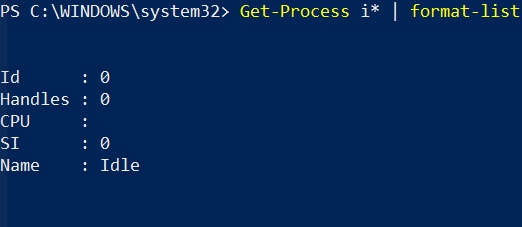 PS C:\WINDOWS\system32> Get-Process i* | format-list
Id : 0
Handles : 0
CPU :
SI : 0
Name : Idle